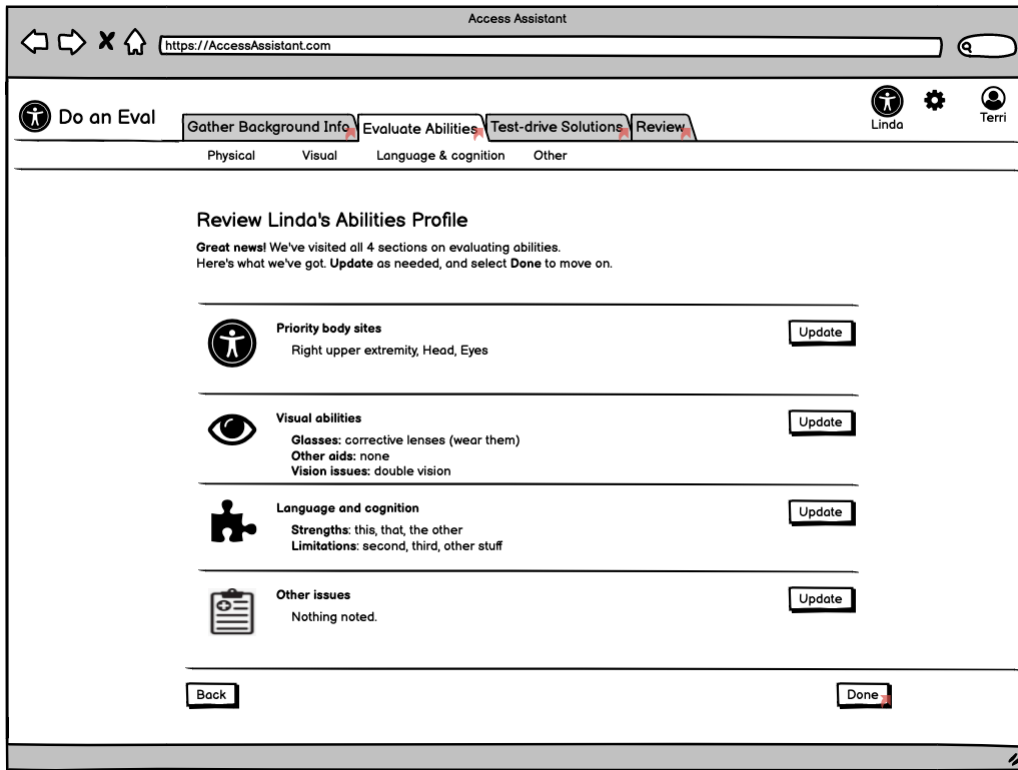 Access Assistant
https://AccessAssistant.com
Do an Eval
Gather Background Info
Evaluate Abilities
Test-drive Solutions
Review
Linda
Terri
Physical
Visual
Language & cognition
Other
Review Linda's Abilities Profile
Great news! We've visited all 4 sections on evaluating abilities.
Here's what we've got. Update as needed, and select Done to move on.
Priority body sites
Update
Right upper extremity, Head, Eyes
Visual abilities
Update
Glasses: corrective lenses (wear them)
Other aids: none
Vision issues: double vision
Language and cognition
Update
Strengths: this, that, the other
Limitations: second, third, other stuff
Other issues
Update
Nothing noted.
Back
Done